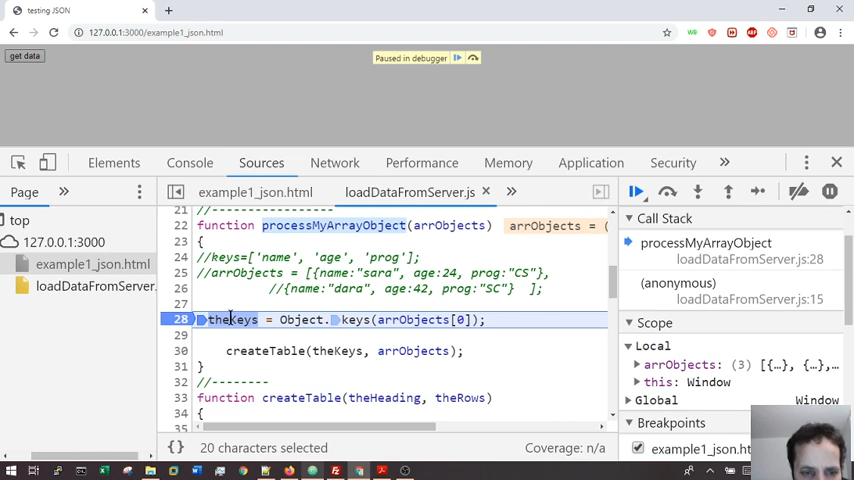 testing JSON
127.0.0.1:3000/example1_json.html
get data
Paused in debugger
Elements Console Sources Network Performance Memory Application Security
Page
example1_json.html loadDataFromServer.js
top
127.0.0.1:3000
example1_json.html
loadDataFromServer.
21 //----------------
22 function processMyArrayObject(arrObjects) arrObjects = (
23 {
24 //keys=['name', 'age', 'prog'];
25 //arrObjects = [{name:"sara", age:24, prog:"CS"},
26 //{name:"dara", age:42, prog:"SC"} ];
27
28 theKeys = Object.keys(arrObjects[0]);
29
30 createTable(theKeys, arrObjects);
31 }
32 //--------
33 function createTable(theHeading, theRows)
34 {
35
{} 20 characters selected Coverage: n/a
Call Stack
processMyArrayObject
loadDataFromServer.js:28
(anonymous)
loadDataFromServer.js:15
Scope
Local
arrObjects: (3) [{…}, {…},…
this: Window
Global Window
Breakpoints
example1_json.ht